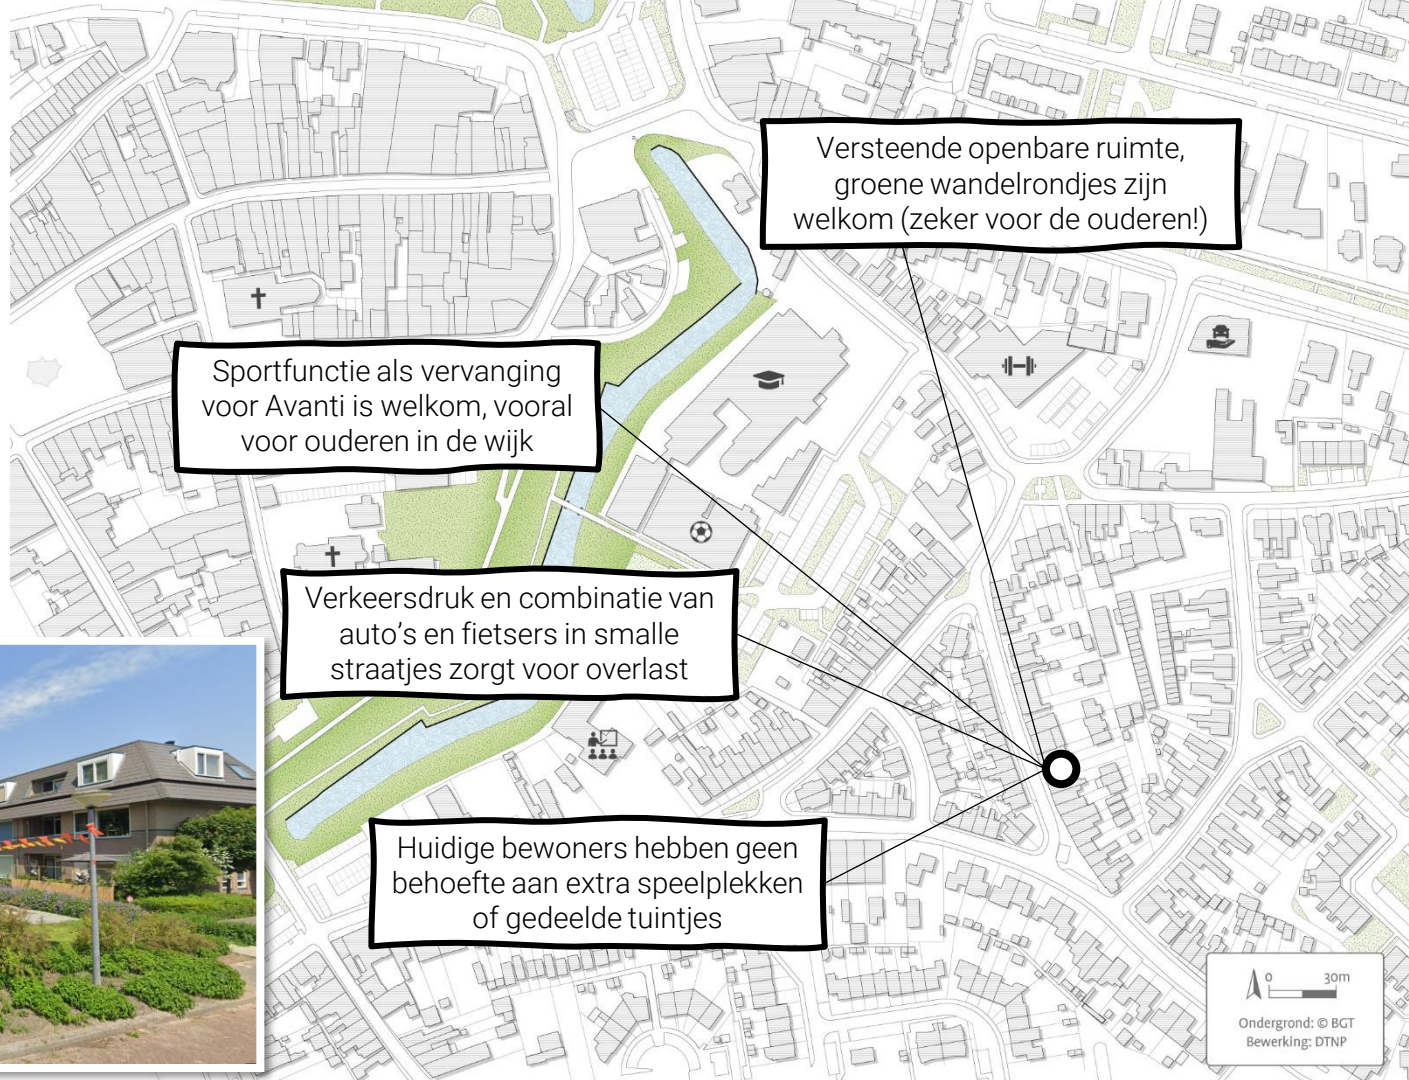 Versteende openbare ruimte,
groene wandelrondjes zijn
welkom (zeker voor de ouderen!)
Sportfunctie als vervanging
voor Avanti is welkom, vooral
voor ouderen in de wijk
Verkeersdruk en combinatie van
auto's en fietsers in smalle
straatjes zorgt voor overlast
Huidige bewoners hebben geen
behoefte aan extra speelplekken
of gedeelde tuintjes
0 30m
Ondergrond: © BGT
Bewerking: DTNP